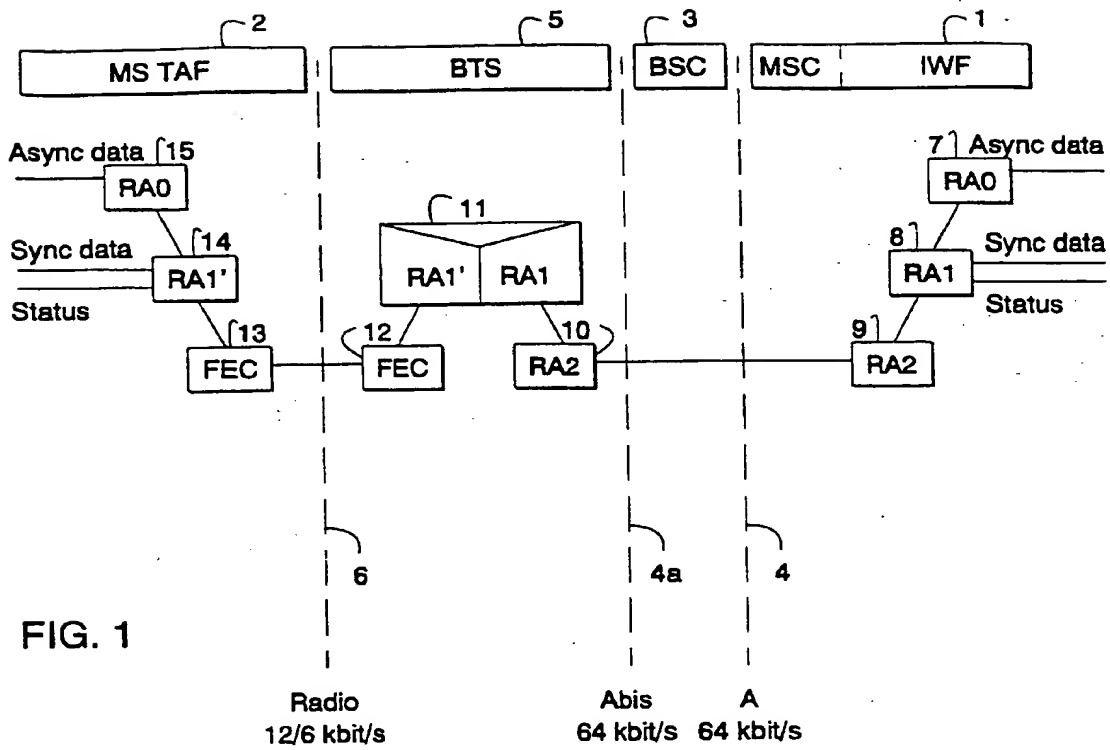 2 5 3 1
MS TAF BTS BSC MSC IWF
Async data 15 7 Async data
RA0 RA0
11
Sync data 14 8 Sync data
RA1' RA1' RA1 RA1
Status Status
13 12 10 9
FEC FEC RA2 RA2
6 4a 4
FIG. 1
Radio Abis A
12/6 kbit/s 64 kbit/s 64 kbit/s